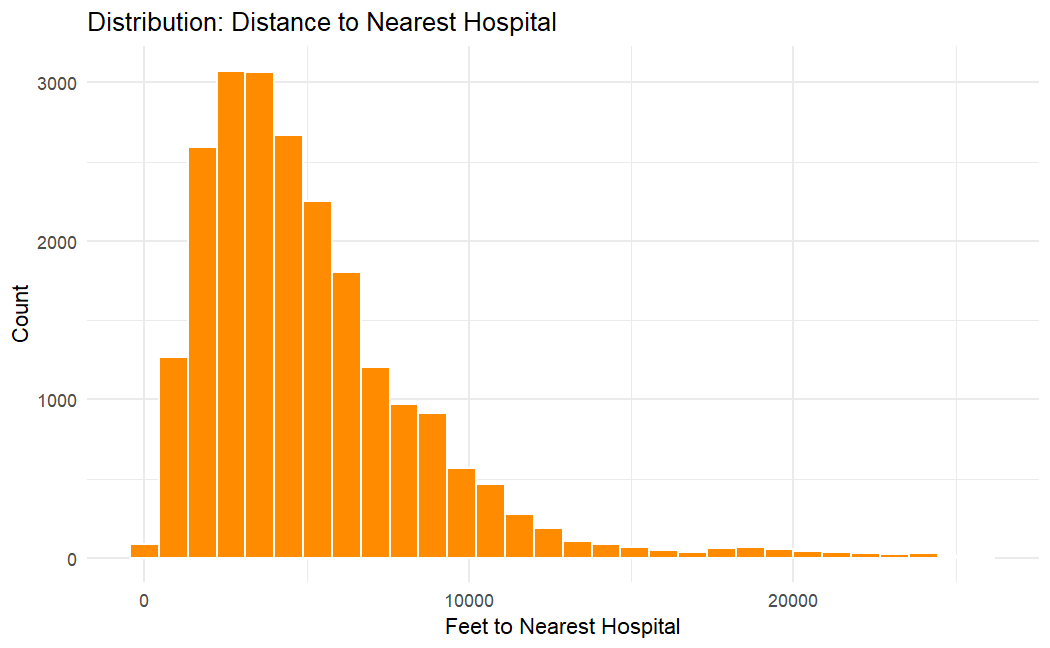 Distribution: Distance to Nearest Hospital
3000
2000
1000
0
Count
0 10000 20000
Feet to Nearest Hospital